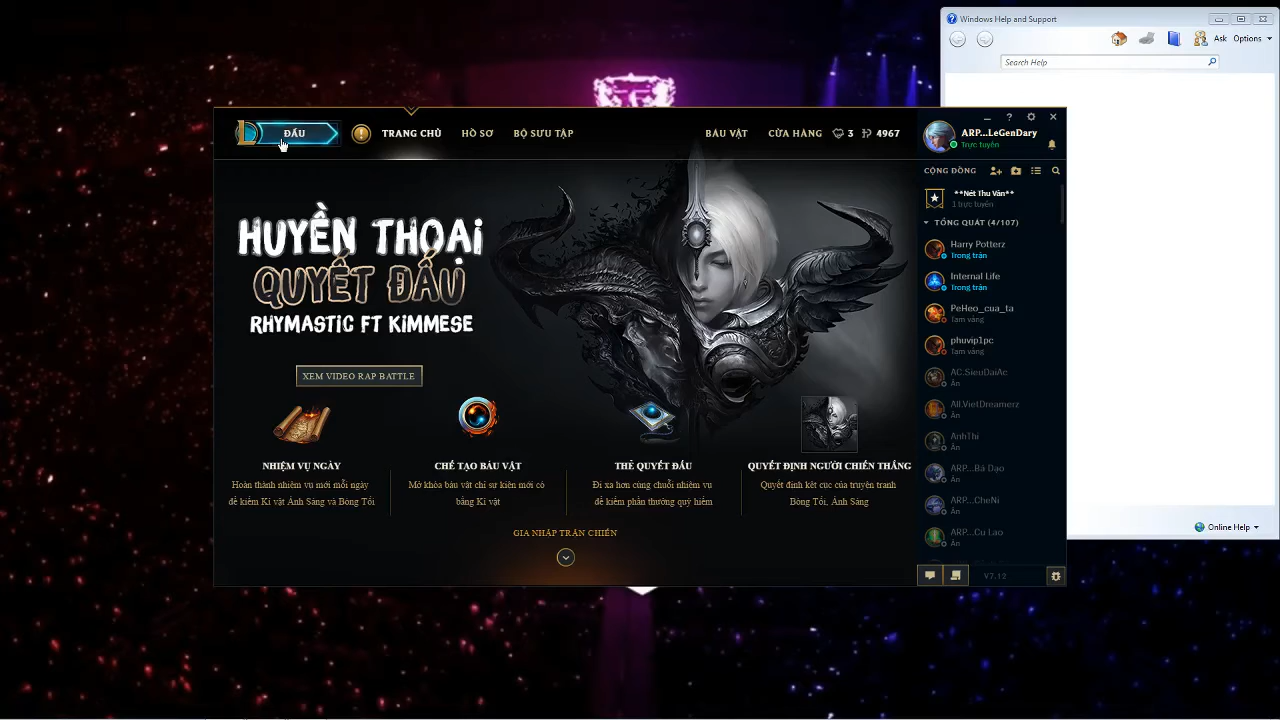 Windows Help and Support
Ask
Options
Search Help
ĐẤU
TRANG CHỦ
HỒ SƠ
BỘ SƯU TẬP
BÁU VẬT
CỬA HÀNG
3
4967
ARP...LeGenDary
Trực tuyến
CỘNG ĐỒNG
**Nét Thu Vân**
1 trực tuyến
TỔNG QUÁT (4/107)
Harry Potterz
Trong trận
Internal Life
Trong trận
PeHeo_cua_ta
Tạm vắng
phuvip1pc
Tạm vắng
AC.SieuDaiAc
Ẩn
All.VietDreamerz
Ẩn
AnhThi
Ẩn
ARP...Bá Dạo
Ẩn
ARP...CheNi
Ẩn
ARP...Cu Lao
Ẩn
HUYỀN THOẠI
QUYẾT ĐẤU
RHYMASTIC FT KIMMESE
XEM VIDEO RAP BATTLE
NHIỆM VỤ NGÀY
Hoàn thành nhiệm vụ mới mỗi ngày
để kiếm Kỉ vật Ánh Sáng và Bóng Tối
CHẾ TẠO BÁU VẬT
Mở khóa báu vật chỉ sự kiện mới có
bằng Kỉ vật
THẺ QUYẾT ĐẤU
Đi xa hơn cùng chuỗi nhiệm vụ
để kiếm phần thưởng quý hiếm
QUYẾT ĐỊNH NGƯỜI CHIẾN THẮNG
Quyết định kết cục của truyện tranh
Bóng Tối, Ánh Sáng
GIA NHẬP TRẬN CHIẾN
V7.12
Online Help